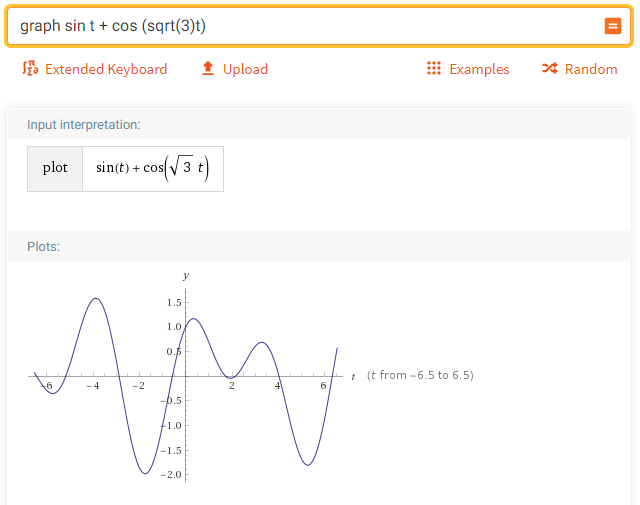 graph sin t + cos (sqrt(3)t)
Extended Keyboard Upload Examples Random
Input interpretation:
plot sin(t) + cos(√3 t)
Plots:
y
1.5
1.0
0.5
-6 -4 -2 2 4 6 t (t from -6.5 to 6.5)
-0.5
-1.0
-1.5
-2.0